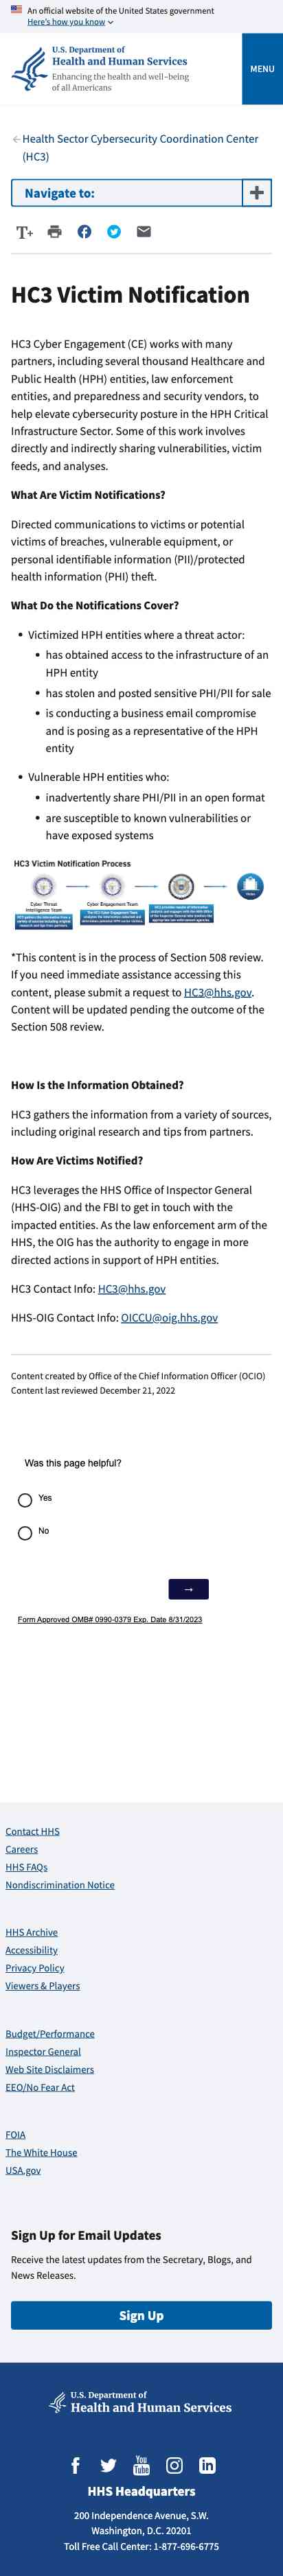 An official website of the United States government
Here's how you know
U.S. Department of
Health and Human Services
Enhancing the health and well-being
of all Americans
MENU
Health Sector Cybersecurity Coordination Center
(HC3)
Navigate to:
T+
HC3 Victim Notification
HC3 Cyber Engagement (CE) works with many
partners, including several thousand Healthcare and
Public Health (HPH) entities, law enforcement
entities, and preparedness and security vendors, to
help elevate cybersecurity posture in the HPH Critical
Infrastructure Sector. Some of this work involves
directly and indirectly sharing vulnerabilities, victim
feeds, and analyses.
What Are Victim Notifications?
Directed communications to victims or potential
victims of breaches, vulnerable equipment, or
personal identifiable information (PII)/protected
health information (PHI) theft.
What Do the Notifications Cover?
Victimized HPH entities where a threat actor:
has obtained access to the infrastructure of an
HPH entity
has stolen and posted sensitive PHI/PII for sale
is conducting a business email compromise
and is posing as a representative of the HPH
entity
Vulnerable HPH entities who:
inadvertently share PHI/PII in an open format
are susceptible to known vulnerabilities or
have exposed systems
HC3 Victim Notification Process
Cyber Threat
Intelligence Team
Cyber Engagement Team
*This content is in the process of Section 508 review.
If you need immediate assistance accessing this
content, please submit a request to HC3@hhs.gov.
Content will be updated pending the outcome of the
Section 508 review.
How Is the Information Obtained?
HC3 gathers the information from a variety of sources,
including original research and tips from partners.
How Are Victims Notified?
HC3 leverages the HHS Office of Inspector General
(HHS-OIG) and the FBI to get in touch with the
impacted entities. As the law enforcement arm of the
HHS, the OIG has the authority to engage in more
directed actions in support of HPH entities.
HC3 Contact Info: HC3@hhs.gov
HHS-OIG Contact Info: OICCU@oig.hhs.gov
Content created by Office of the Chief Information Officer (OCIO)
Content last reviewed December 21, 2022
Was this page helpful?
Yes
No
→
Form Approved OMB# 0990-0379 Exp. Date 8/31/2023
Contact HHS
Careers
HHS FAQs
Nondiscrimination Notice
HHS Archive
Accessibility
Privacy Policy
Viewers & Players
Budget/Performance
Inspector General
Web Site Disclaimers
EEO/No Fear Act
FOIA
The White House
USA.gov
Sign Up for Email Updates
Receive the latest updates from the Secretary, Blogs, and
News Releases.
Sign Up
U.S. Department of
Health and Human Services
You
Tube
HHS Headquarters
200 Independence Avenue, S.W.
Washington, D.C. 20201
Toll Free Call Center: 1-877-696-6775